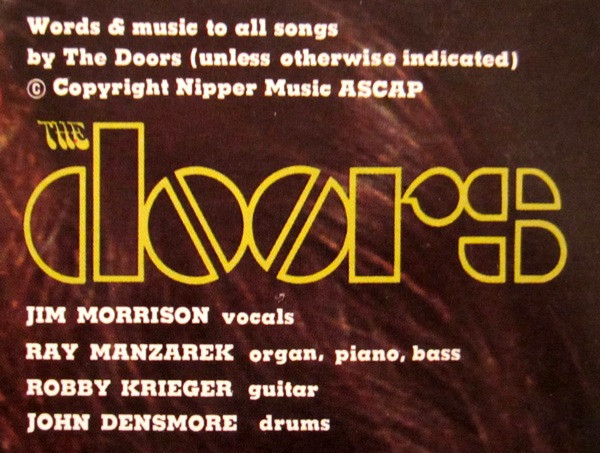 Words & music to all songs
by The Doors (unless otherwise indicated)
© Copyright Nipper Music ASCAP
THE
doors
JIM MORRISON vocals
RAY MANZAREK organ, piano, bass
ROBBY KRIEGER guitar
JOHN DENSMORE drums